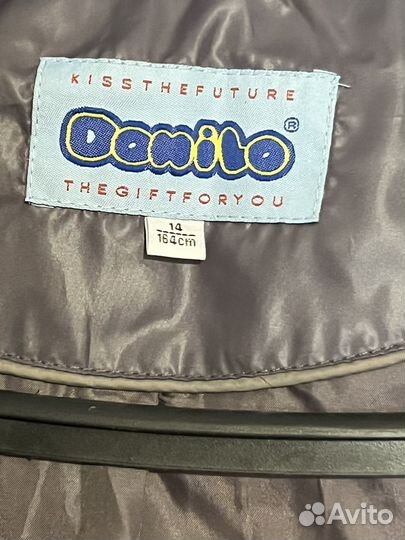 KISSTHEFUTURE
Danilo®
THEGIFTFORYOU
14
164cm
Avito